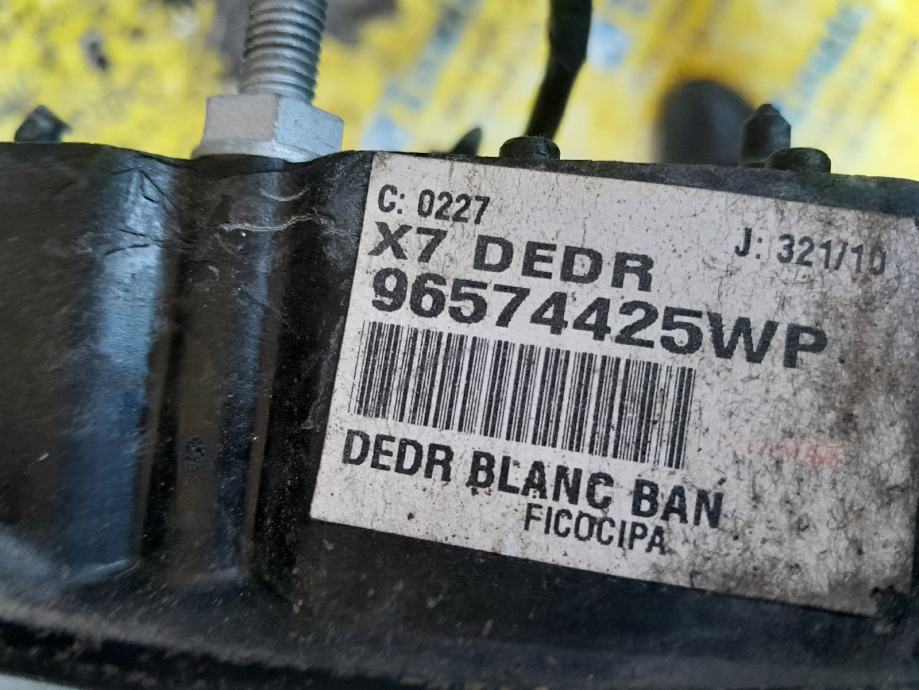 C: 0227
J: 321/10
X7 DEDR
96574425WP
DEDR BLANC BAN
FICOCIPA